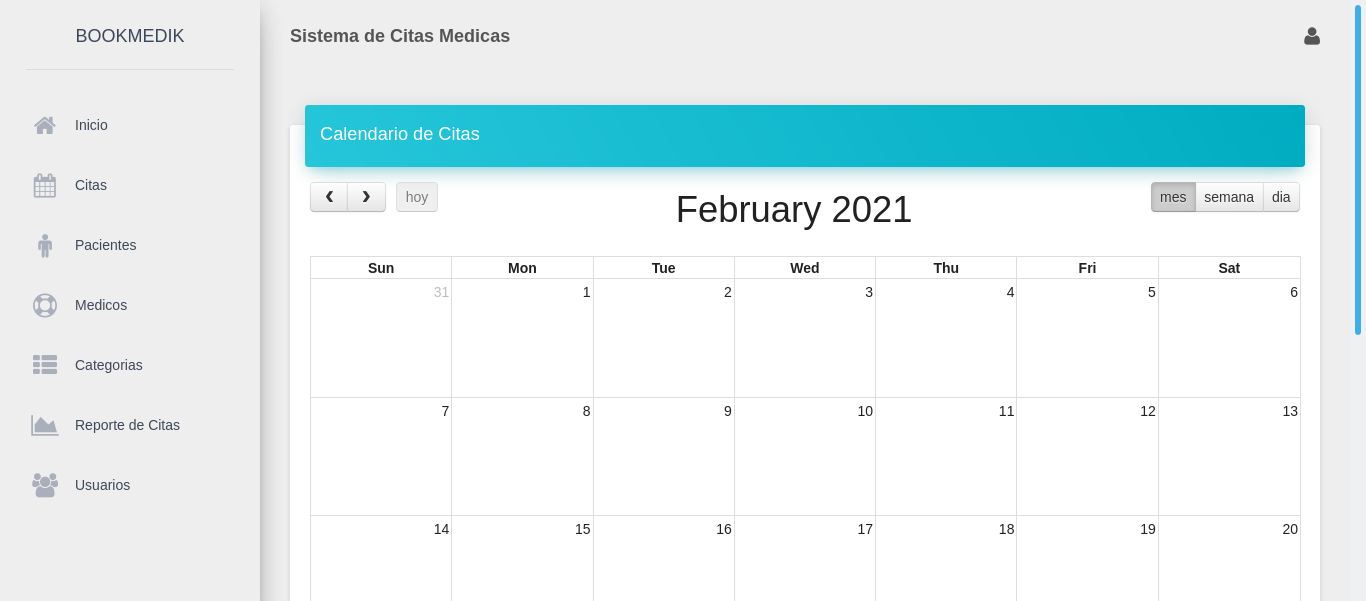 BOOKMEDIK
Inicio
Citas
Pacientes
Medicos
Categorias
Reporte de Citas
Usuarios
Sistema de Citas Medicas
Calendario de Citas
hoy
February 2021
mes semana dia
Sun Mon Tue Wed Thu Fri Sat
31 1 2 3 4 5 6
7 8 9 10 11 12 13
14 15 16 17 18 19 20